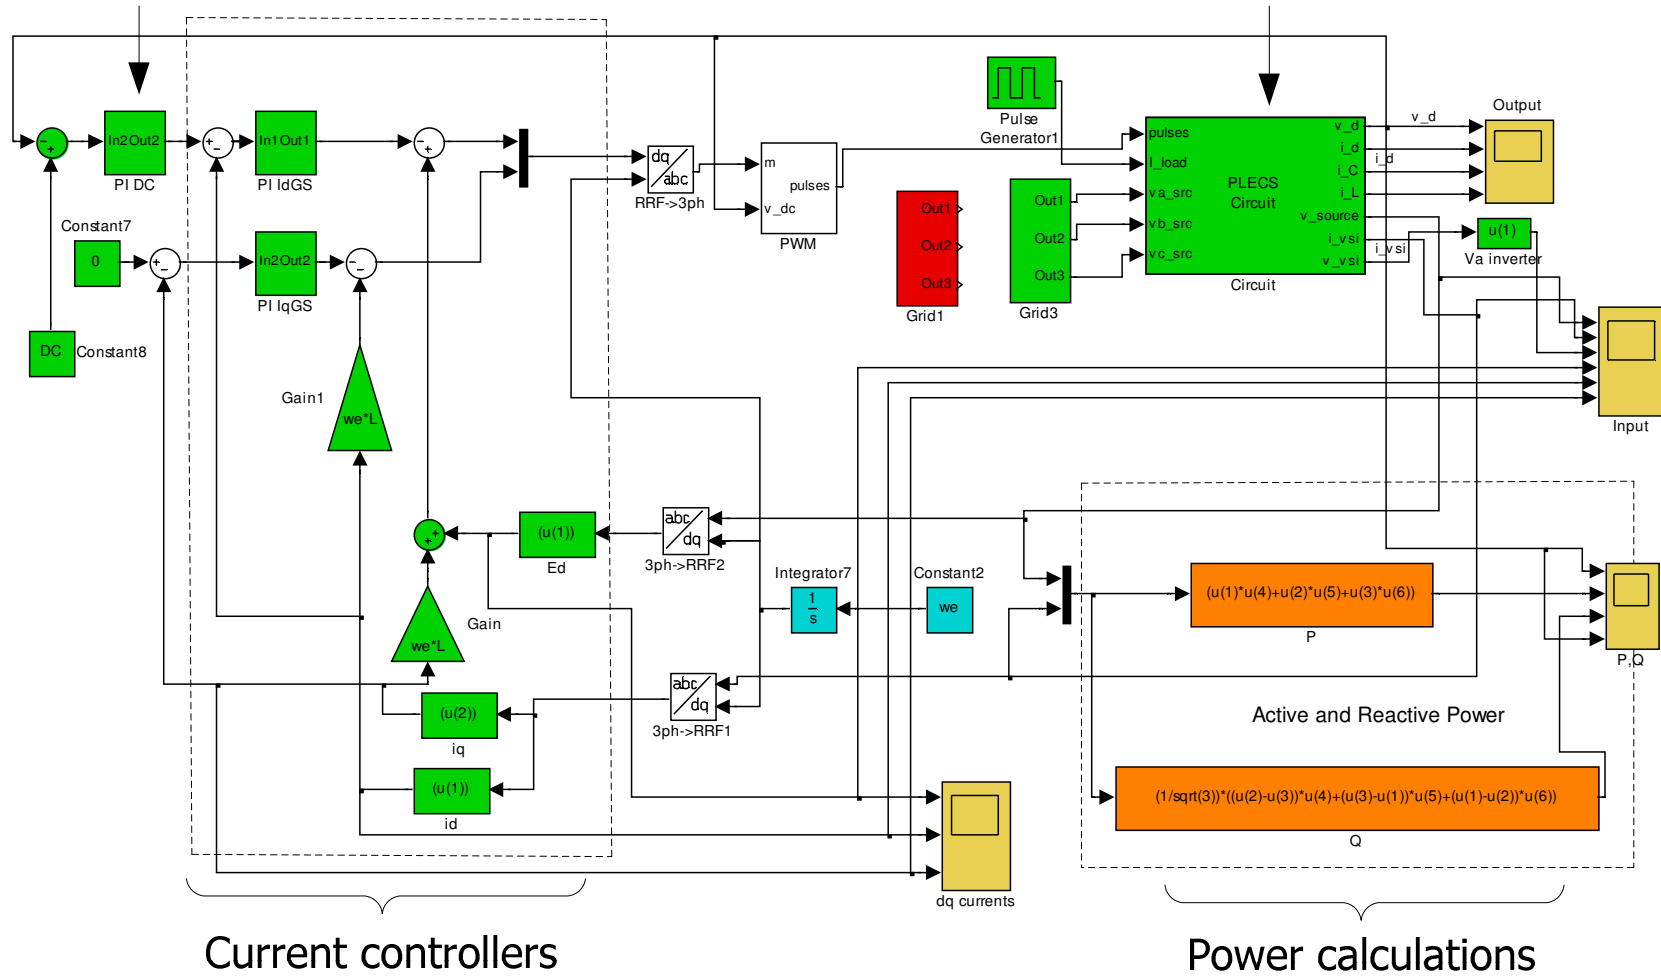 In2Out2
PI DC
In1Out1
PI IdGS
Constant7
0
In2Out2
PI IqGS
DC
Constant8
Gain1
we*L
dq
abc
RRF->3ph
m
pulses
v_dc
PWM
Pulse
Generator1
Out1
Out2
Out3
Grid1
Out1
Out2
Out3
Grid3
pulses
I_load
va_src
vb_src
vc_src
PLECS
Circuit
v_d
i_d
i_C
i_L
v_source
i_vsi
v_vsi
Circuit
v_d
i_d
i_vsi
Output
u(1)
Va inverter
Input
(u(1))
Ed
abc
dq
3ph->RRF2
Integrator7
1
s
Constant2
we
Gain
we*L
(u(2))
iq
(u(1))
id
abc
dq
3ph->RRF1
dq currents
(u(1)*u(4)+u(2)*u(5)+u(3)*u(6))
P
P,Q
Active and Reactive Power
(1/sqrt(3))*((u(2)-u(3))*u(4)+(u(3)-u(1))*u(5)+(u(1)-u(2))*u(6))
Q
Current controllers
Power calculations